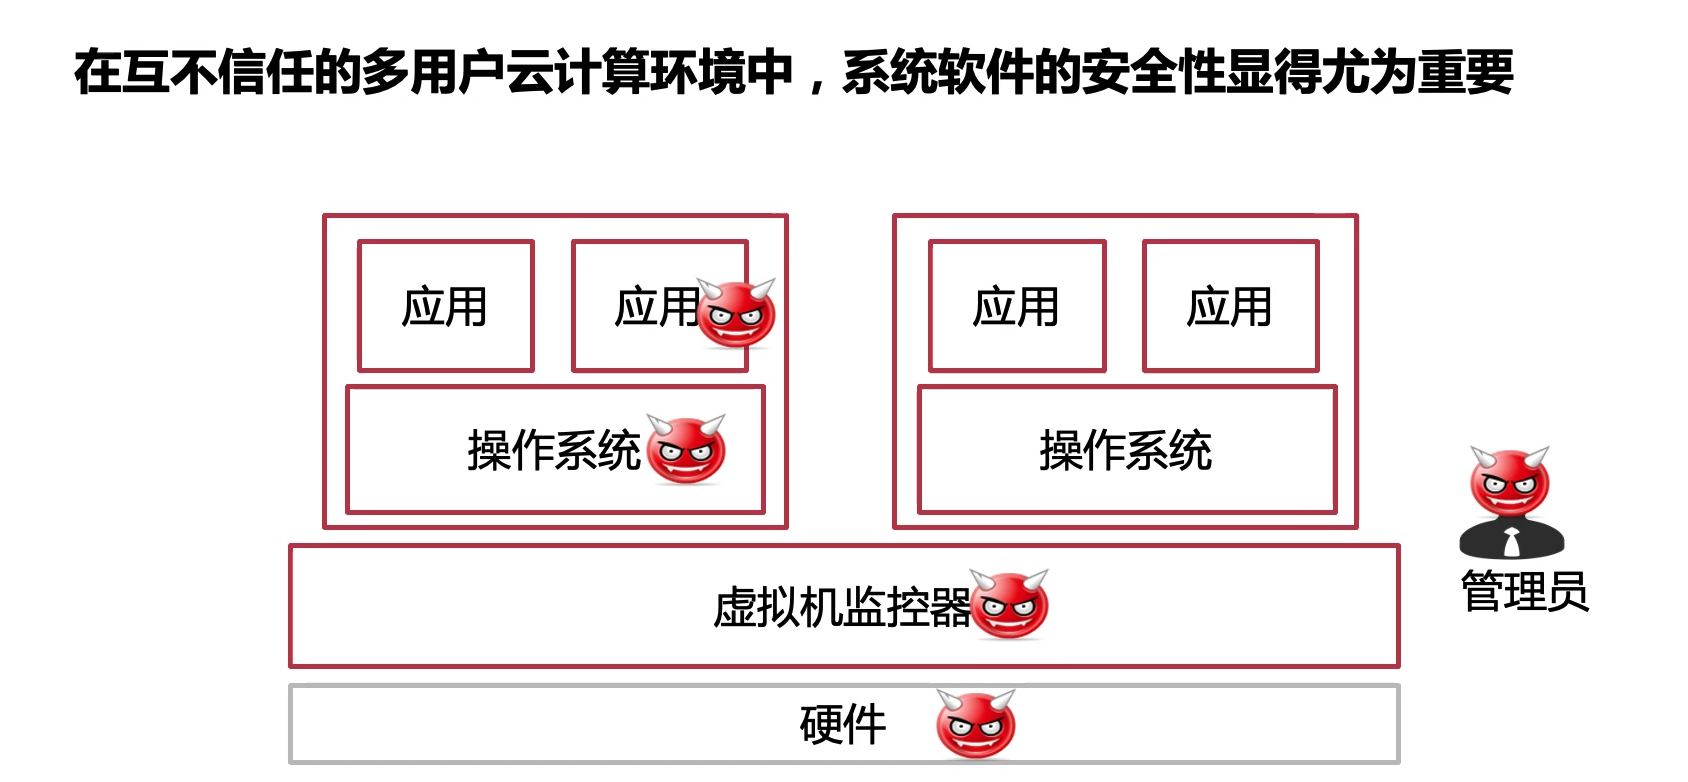 在互不信任的多用户云计算环境中，系统软件的安全性显得尤为重要
应用 应用 应用 应用
操作系统 操作系统
管理员
虚拟机监控器
硬件